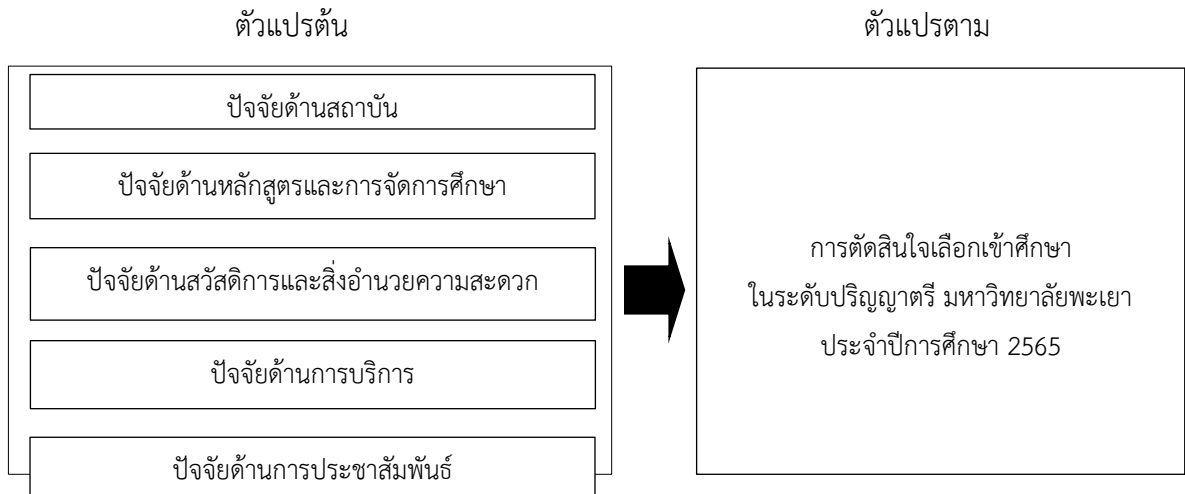 ตัวแปรต้น
ปัจจัยด้านสถาบัน
ปัจจัยด้านหลักสูตรและการจัดการศึกษา
ปัจจัยด้านสวัสดิการและสิ่งอำนวยความสะดวก
ปัจจัยด้านการบริการ
ปัจจัยด้านการประชาสัมพันธ์
ตัวแปรตาม
การตัดสินใจเลือกเข้าศึกษา
ในระดับปริญญาตรี มหาวิทยาลัยพะเยา
ประจำปีการศึกษา 2565